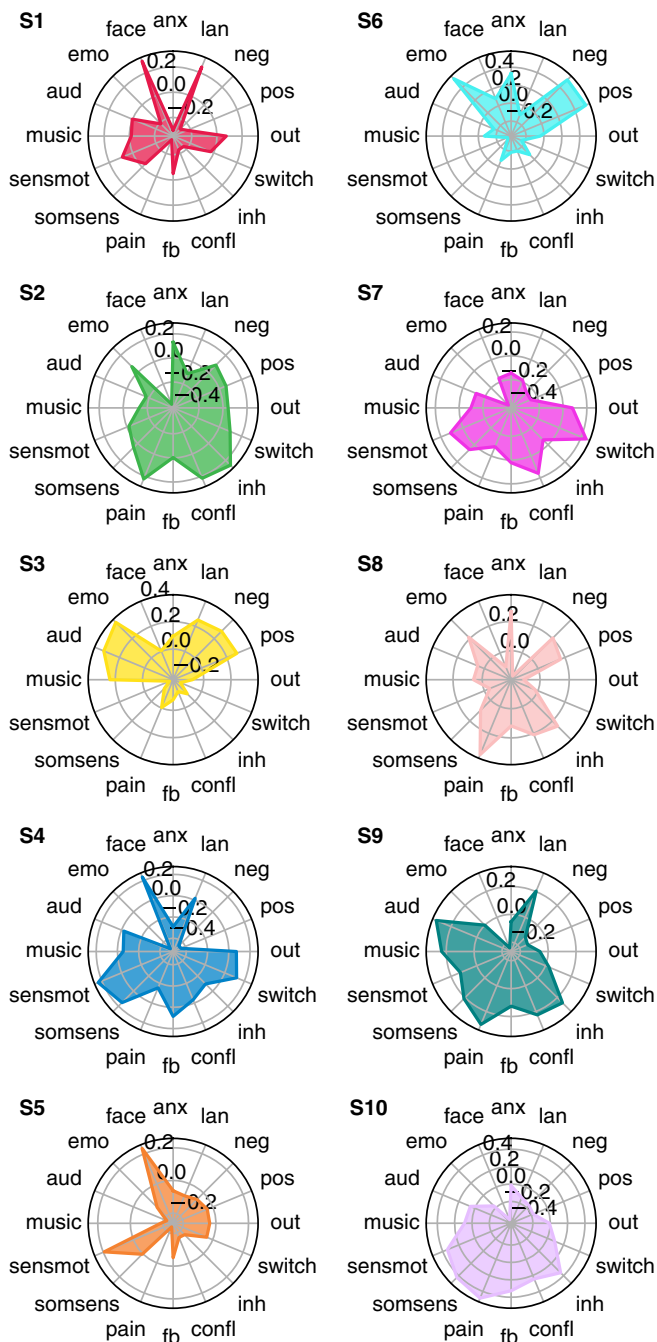 S1
face anx lan
emo neg
aud pos
music out
sensmot switch
somsens inh
pain fb confl
0.2
0.0
−0.2
S6
face anx lan
emo neg
aud pos
music out
sensmot switch
somsens inh
pain fb confl
0.4
0.2
0.0
−0.2
S2
face anx lan
emo neg
aud pos
music out
sensmot switch
somsens inh
pain fb confl
0.2
0.0
−0.2
−0.4
S7
face anx lan
emo neg
aud pos
music out
sensmot switch
somsens inh
pain fb confl
0.2
0.0
−0.2
−0.4
S3
face anx lan
emo neg
aud pos
music out
sensmot switch
somsens inh
pain fb confl
0.4
0.2
0.0
−0.2
S8
face anx lan
emo neg
aud pos
music out
sensmot switch
somsens inh
pain fb confl
0.2
0.0
S4
face anx lan
emo neg
aud pos
music out
sensmot switch
somsens inh
pain fb confl
0.2
0.0
−0.2
−0.4
S9
face anx lan
emo neg
aud pos
music out
sensmot switch
somsens inh
pain fb confl
0.2
0.0
−0.2
S5
face anx lan
emo neg
aud pos
music out
sensmot switch
somsens inh
pain fb confl
0.2
0.0
−0.2
S10
face anx lan
emo neg
aud pos
music out
sensmot switch
somsens inh
pain fb confl
0.4
0.2
0.0
−0.2
−0.4